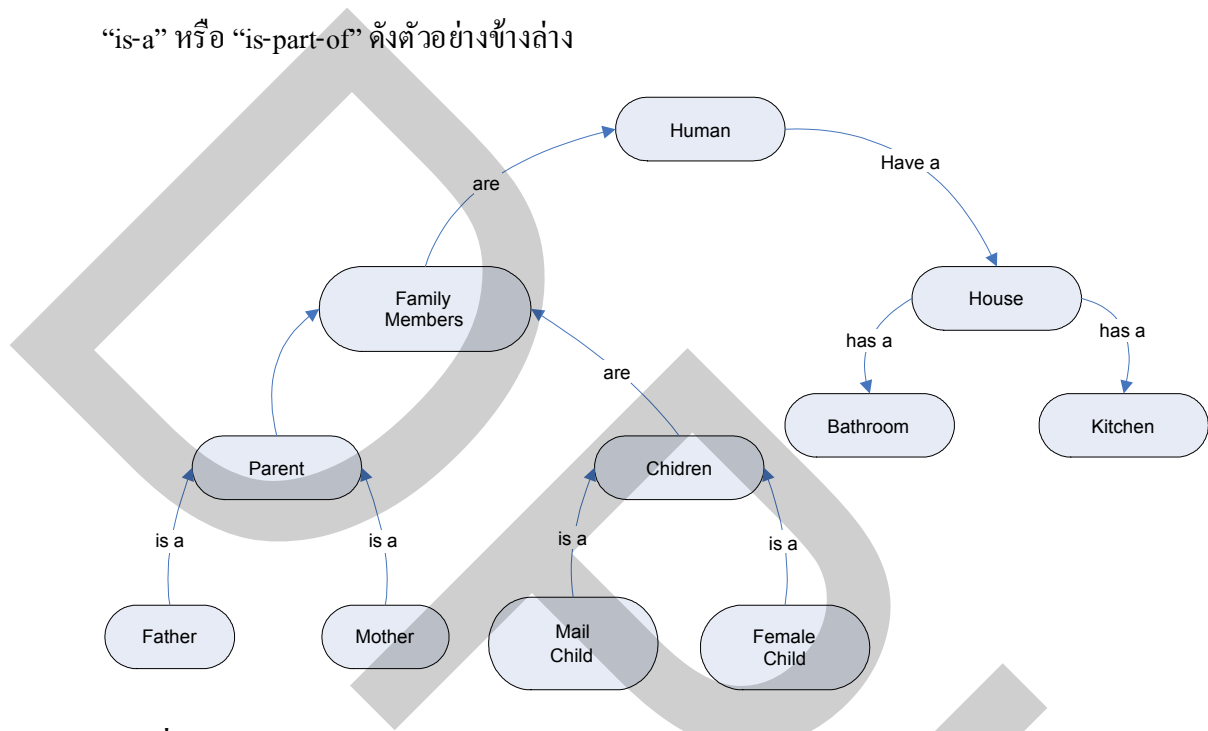 “is-a” หรือ “is-part-of” ดังตัวอย่างข้างล่าง
Human
Have a
are
Family
Members
House
has a
has a
are
Bathroom
Kitchen
Parent
Chidren
is a
is a
is a
is a
Father
Mother
Mail
Child
Female
Child